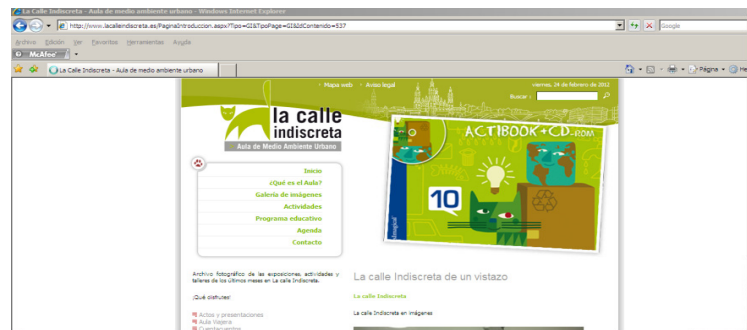 La Calle Indiscreta - Aula de medio ambiente urbano - Windows Internet Explorer
http://www.lacalleindiscreta.es/PaginaIntroduccion.aspx?Tipo=GI&TipoPage=GI&IdContenido=537
Google
Archivo Edición Ver Favoritos Herramientas Ayuda
McAfee
La Calle Indiscreta - Aula de medio ambiente urbano
Página
Mapa web
Aviso legal
viernes, 24 de febrero de 2012
Buscar :
la calle
indiscreta
Aula de Medio Ambiente Urbano
ACTIBOOK+CD-ROM
10
Inicio
¿Qué es el Aula?
Galería de imágenes
Actividades
Programa educativo
Agenda
Contacto
Archivo fotográfico de las exposiciones, actividades y
talleres de los últimos meses en La calle Indiscreta.
¡Qué disfrutes!
Actos y presentaciones
Aula Viajera
Cuentacuentos
La calle Indiscreta de un vistazo
La calle Indiscreta
La calle Indiscreta en imágenes